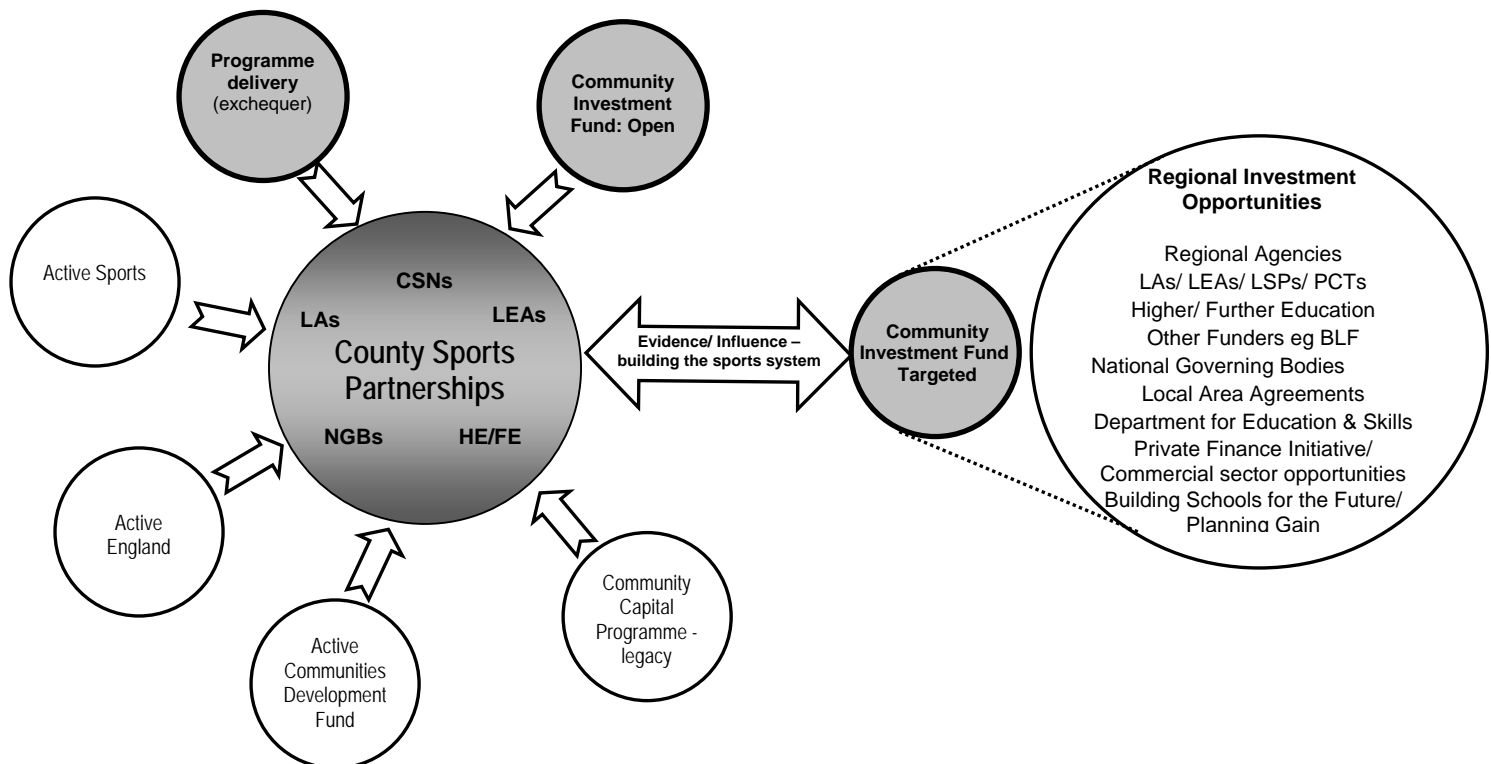 Programme
delivery
(exchequer)
Community
Investment
Fund: Open
Active Sports
CSNs
LAs
LEAs
County Sports
Partnerships
NGBs
HE/FE
Evidence/ Influence –
building the sports system
Community
Investment Fund
Targeted
Regional Investment
Opportunities
Regional Agencies
LAs/ LEAs/ LSPs/ PCTs
Higher/ Further Education
Other Funders eg BLF
National Governing Bodies
Local Area Agreements
Department for Education & Skills
Private Finance Initiative/
Commercial sector opportunities
Building Schools for the Future/
Planning Gain
Active
England
Active
Communities
Development
Fund
Community
Capital
Programme -
legacy